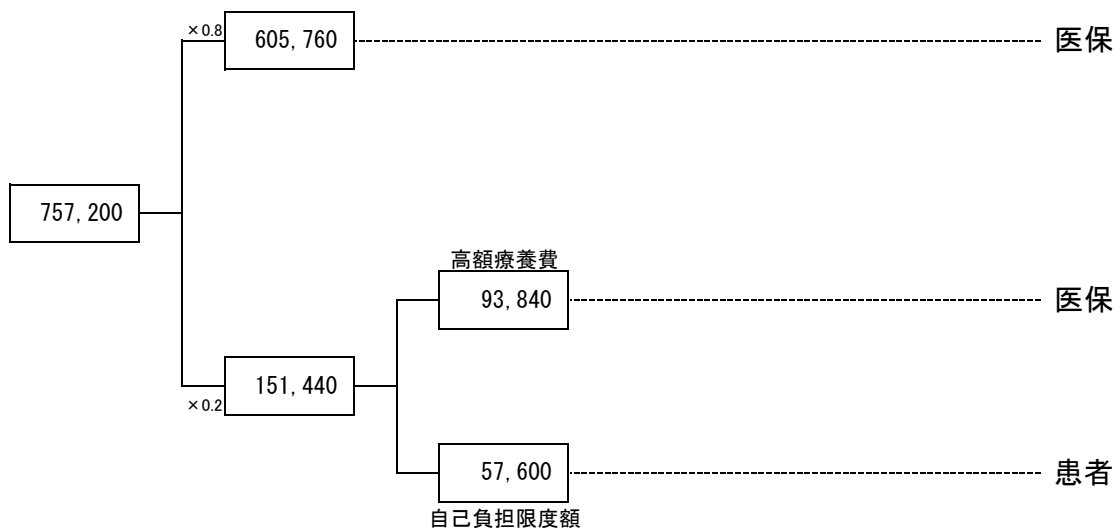 ×0.8
605,760
医保
757,200
高額療養費
93,840
医保
151,440
×0.2
57,600
患者
自己負担限度額